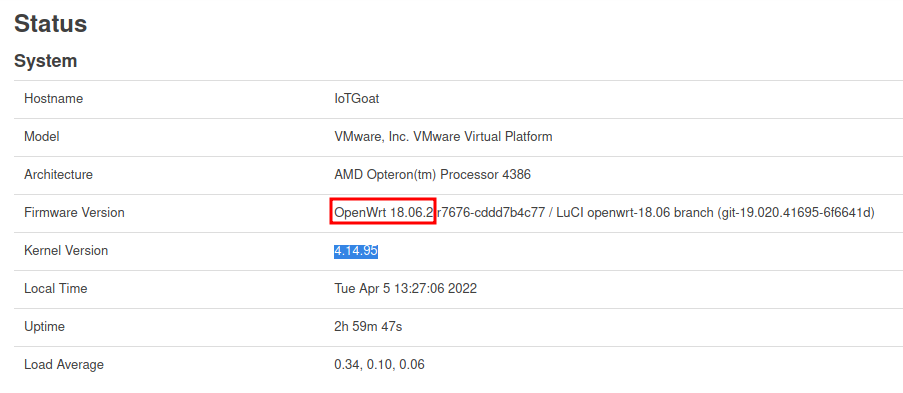 Status
System
Hostname IoTGoat
Model VMware, Inc. VMware Virtual Platform
Architecture AMD Opteron(tm) Processor 4386
Firmware Version OpenWrt 18.06.2 r7676-cddd7b4c77 / LuCI openwrt-18.06 branch (git-19.020.41695-6f6641d)
Kernel Version 4.14.95
Local Time Tue Apr 5 13:27:06 2022
Uptime 2h 59m 47s
Load Average 0.34, 0.10, 0.06